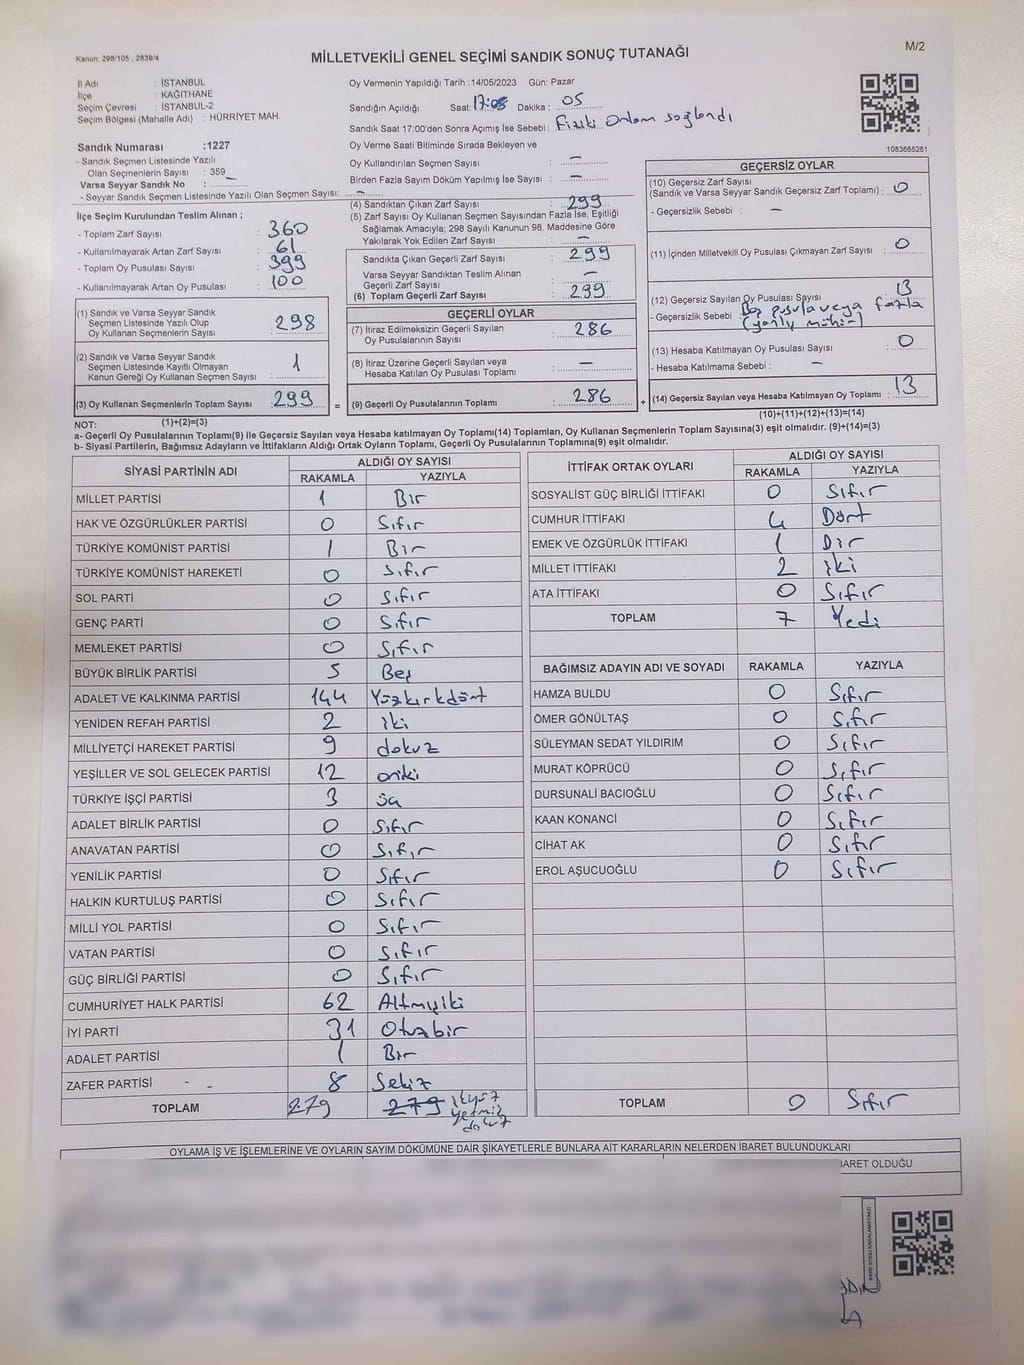 Kanun: 298/105 , 2839/4
MİLLETVEKİLİ GENEL SEÇİMİ SANDIK SONUÇ TUTANAĞI
M/2
İl Adı : İSTANBUL
İlçe : KAĞITHANE
Seçim Çevresi : İSTANBUL-2
Seçim Bölgesi (Mahalle Adı) : HÜRRİYET MAH.
Sandık Numarası :1227
- Sandık Seçmen Listesinde Yazılı
Olan Seçmenlerin Sayısı : 359
Varsa Seyyar Sandık No :
- Seyyar Sandık Seçmen Listesinde Yazılı Olan Seçmen Sayısı: -
Oy Vermenin Yapıldığı Tarih :14/05/2023 Gün: Pazar
Sandığın Açıldığı Saat: 17:05 Dakika : 05
Sandık Saat 17:00'den Sonra Açımış İse Sebebi : Fiziki Ortam sağlandı
Oy Verme Saati Bitiminde Sırada Bekleyen ve
Oy Kullandırılan Seçmen Sayısı : -
Birden Fazla Sayım Döküm Yapılmış İse Sayısı : -
1083665261
İlçe Seçim Kurulundan Teslim Alınan ;
- Toplam Zarf Sayısı : 360
- Kullanılmayarak Artan Zarf Sayısı : 61
- Toplam Oy Pusulası Sayısı : 399
- Kullanılmayarak Artan Oy Pusulası : 100
(1) Sandık ve Varsa Seyyar Sandık
Seçmen Listesinde Yazılı Olup
Oy Kullanan Seçmenlerin Sayısı : 298
(2) Sandık ve Varsa Seyyar Sandık
Seçmen Listesinde Kayıtlı Olmayan
Kanun Gereği Oy Kullanan Seçmen Sayısı : 1
(3) Oy Kullanan Seçmenlerin Toplam Sayısı : 299
(1)+(2)=(3)
(4) Sandıktan Çıkan Zarf Sayısı : 299
(5) Zarf Sayısı Oy Kullanan Seçmen Sayısından Fazla İse, Eşitliği
Sağlamak Amacıyla; 298 Sayılı Kanunun 98. Maddesine Göre
Yakılarak Yok Edilen Zarf Sayısı : -
Sandıkta Çıkan Geçerli Zarf Sayısı : 299
Varsa Seyyar Sandıktan Teslim Alınan
Geçerli Zarf Sayısı : -
(6) Toplam Geçerli Zarf Sayısı : 299
GEÇERLİ OYLAR
(7) İtiraz Edilmeksizin Geçerli Sayılan
Oy Pusulalarının Sayısı : 286
(8) İtiraz Üzerine Geçerli Sayılan veya
Hesaba Katılan Oy Pusulası Toplamı : -
= (9) Geçerli Oy Pusulalarının Toplamı : 286
GEÇERSİZ OYLAR
(10) Geçersiz Zarf Sayısı
(Sandık ve Varsa Seyyar Sandık Geçersiz Zarf Toplamı) : 0
- Geçersizlik Sebebi : -
(11) İçinden Milletvekili Oy Pusulası Çıkmayan Zarf Sayısı : 0
(12) Geçersiz Sayılan Oy Pusulası Sayısı : 13
- Geçersizlik Sebebi : Boş pusula veya fazla
(yanlış mühür)
(13) Hesaba Katılmayan Oy Pusulası Sayısı : 0
- Hesaba Katılmama Sebebi : -
+ (14) Geçersiz Sayılan veya Hesaba Katılmayan Oy Toplamı : 13
(10)+(11)+(12)+(13)=(14)
NOT:
a- Geçerli Oy Pusulalarının Toplamı(9) ile Geçersiz Sayılan veya Hesaba katılmayan Oy Toplamı(14) Toplamları, Oy Kullanan Seçmenlerin Toplam Sayısına(3) eşit olmalıdır. (9)+(14)=(3)
b- Siyasi Partilerin, Bağımsız Adayların ve İttifakların Aldığı Ortak Oyların Toplamı, Geçerli Oy Pusulalarının Toplamına(9) eşit olmalıdır.
SİYASİ PARTİNİN ADI ALDIĞI OY SAYISI
RAKAMLA YAZIYLA
MİLLET PARTİSİ 1 Bir
HAK VE ÖZGÜRLÜKLER PARTİSİ 0 Sıfır
TÜRKİYE KOMÜNİST PARTİSİ 1 Bir
TÜRKİYE KOMÜNİST HAREKETİ 0 Sıfır
SOL PARTİ 0 Sıfır
GENÇ PARTİ 0 Sıfır
MEMLEKET PARTİSİ 0 Sıfır
BÜYÜK BİRLİK PARTİSİ 5 Beş
ADALET VE KALKINMA PARTİSİ 144 Yüzkırkdört
YENİDEN REFAH PARTİSİ 2 iki
MİLLİYETÇİ HAREKET PARTİSİ 9 dokuz
YEŞİLLER VE SOL GELECEK PARTİSİ 12 oniki
TÜRKİYE İŞÇİ PARTİSİ 3 üç
ADALET BİRLİK PARTİSİ 0 Sıfır
ANAVATAN PARTİSİ 0 Sıfır
YENİLİK PARTİSİ 0 Sıfır
HALKIN KURTULUŞ PARTİSİ 0 Sıfır
MİLLİ YOL PARTİSİ 0 Sıfır
VATAN PARTİSİ 0 Sıfır
GÜÇ BİRLİĞİ PARTİSİ 0 Sıfır
CUMHURİYET HALK PARTİSİ 62 Altmışiki
İYİ PARTİ 31 Otuzbir
ADALET PARTİSİ 1 Bir
ZAFER PARTİSİ 8 Sekiz
TOPLAM 279 279 ikiyüz
yetmiş
dokuz
İTTİFAK ORTAK OYLARI ALDIĞI OY SAYISI
RAKAMLA YAZIYLA
SOSYALİST GÜÇ BİRLİĞİ İTTİFAKI 0 Sıfır
CUMHUR İTTİFAKI 4 Dört
EMEK VE ÖZGÜRLÜK İTTİFAKI 1 Bir
MİLLET İTTİFAKI 2 iki
ATA İTTİFAKI 0 Sıfır
TOPLAM 7 Yedi
BAĞIMSIZ ADAYIN ADI VE SOYADI RAKAMLA YAZIYLA
HAMZA BULDU 0 Sıfır
ÖMER GÖNÜLTAŞ 0 Sıfır
SÜLEYMAN SEDAT YILDIRIM 0 Sıfır
MURAT KÖPRÜCÜ 0 Sıfır
DURSUNALİ BACIOĞLU 0 Sıfır
KAAN KONANCİ 0 Sıfır
CİHAT AK 0 Sıfır
EROL AŞUCUOĞLU 0 Sıfır
TOPLAM 0 Sıfır
OYLAMA İŞ VE İŞLEMLERİNE VE OYLARIN SAYIM DÖKÜMÜNE DAİR ŞİKAYETLERLE BUNLARA AİT KARARLARIN NELERDEN İBARET BULUNDUKLARI
BARET OLDUĞU
KARE KODU KARALAMAYINIZ!